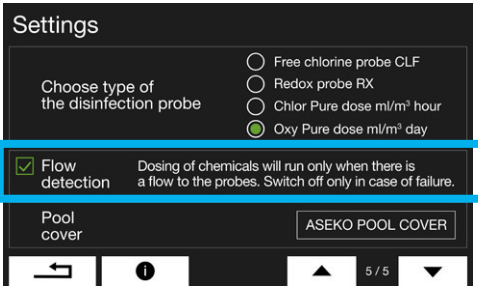 Settings
Choose type of
the disinfection probe
Free chlorine probe CLF
Redox probe RX
Chlor Pure dose ml/m³ hour
Oxy Pure dose ml/m³ day
Flow
detection
Dosing of chemicals will run only when there is
a flow to the probes. Switch off only in case of failure.
Pool
cover
ASEKO POOL COVER
i
5/5